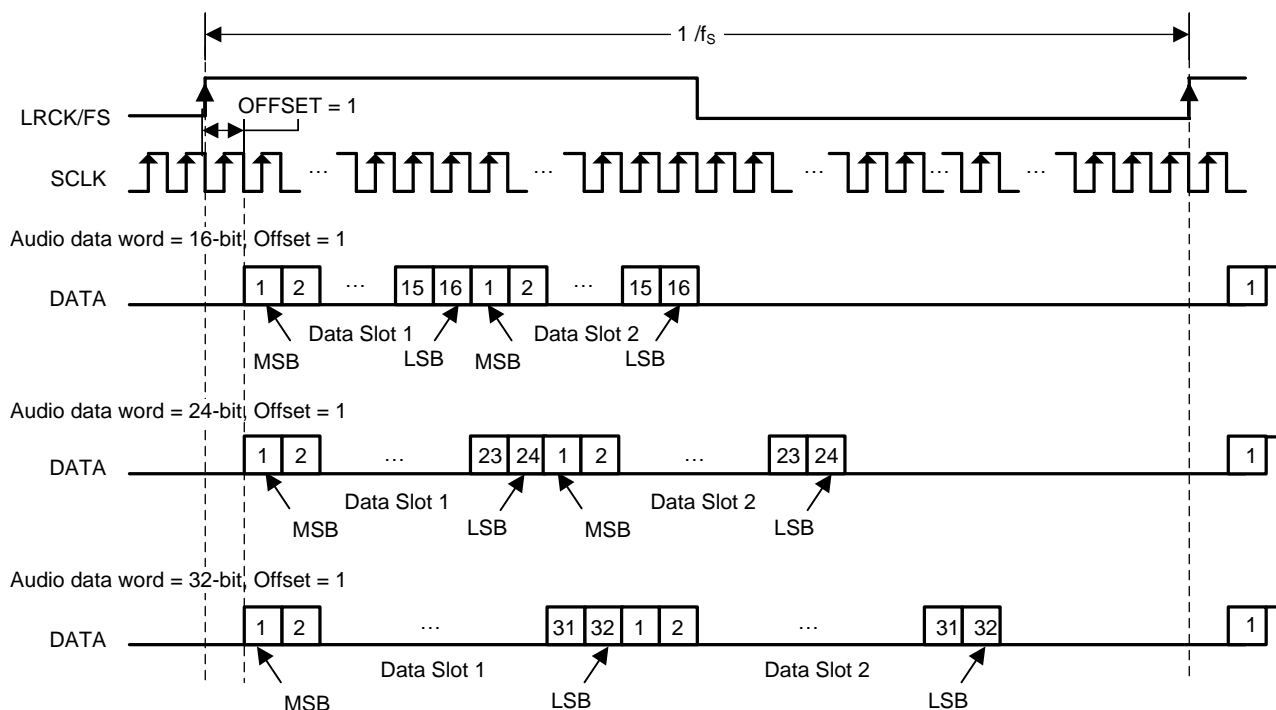 1 /fS
OFFSET = 1
LRCK/FS
SCLK
... ... ... ... ...
Audio data word = 16-bit, Offset = 1
DATA 1 2 ... 15 16 1 2 ... 15 16 1
Data Slot 1 Data Slot 2
MSB LSB MSB LSB
Audio data word = 24-bit, Offset = 1
DATA 1 2 ... 23 24 1 2 ... 23 24 1
Data Slot 1 Data Slot 2
MSB LSB MSB LSB
Audio data word = 32-bit, Offset = 1
DATA 1 2 ... 31 32 1 2 ... 31 32 1
Data Slot 1 Data Slot 2
MSB LSB LSB